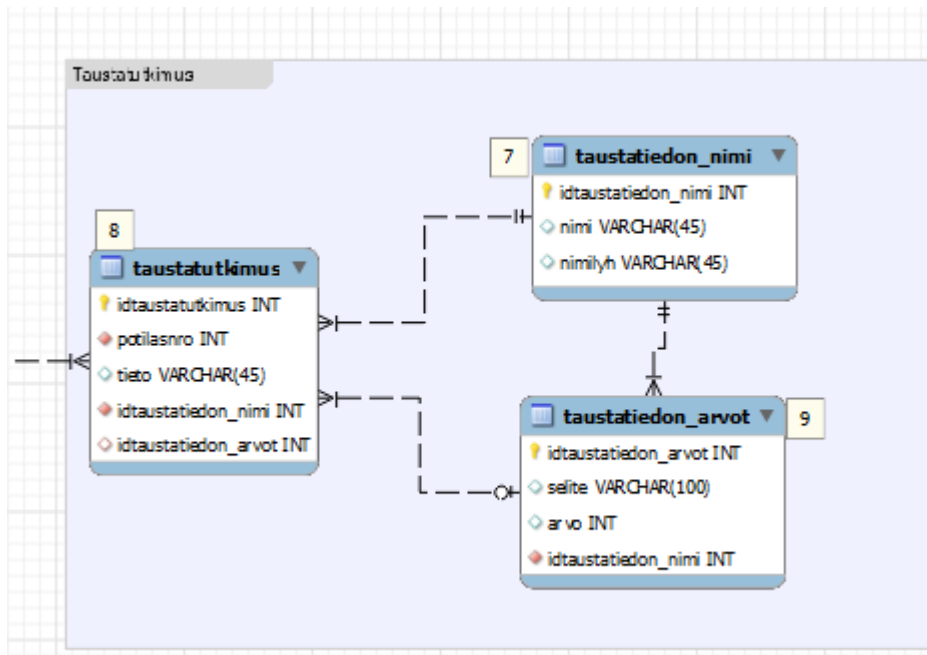 Taustatutkimus
7
taustatiedon_nimi
idtaustatiedon_nimi INT
nimi VARCHAR(45)
nimilyh VARCHAR(45)
8
taustatutkimus
idtaustatutkimus INT
potilasnro INT
tieto VARCHAR(45)
idtaustatiedon_nimi INT
idtaustatiedon_arvot INT
taustatiedon_arvot
9
idtaustatiedon_arvot INT
selite VARCHAR(100)
arvo INT
idtaustatiedon_nimi INT